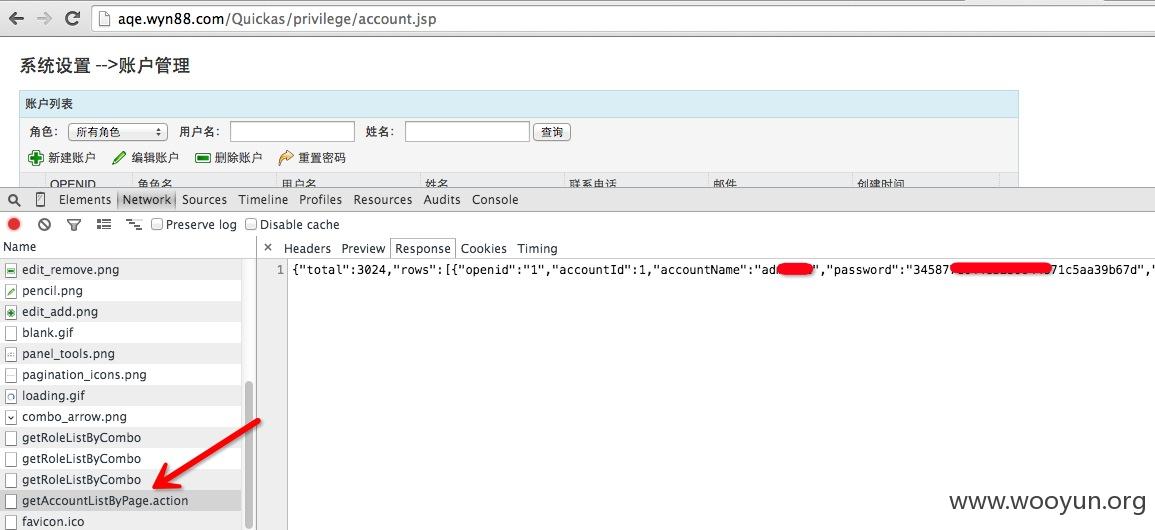 aqe.wyn88.com/Quickas/privilege/account.jsp
系统设置 -->账户管理
账户列表
角色: 所有角色 用户名: 姓名: 查询
新建账户 编辑账户 删除账户 重置密码
OPENID 角色名 用户名 姓名 联系电话 邮件 创建时间
Elements Network Sources Timeline Profiles Resources Audits Console
Preserve log Disable cache
Name × Headers Preview Response Cookies Timing
1 {"total":3024,"rows":[{"openid":"1","accountId":1,"accountName":"ad","password":"34587 71c5aa39b67d","
edit_remove.png
pencil.png
edit_add.png
blank.gif
panel_tools.png
pagination_icons.png
loading.gif
combo_arrow.png
getRoleListByCombo
getRoleListByCombo
getRoleListByCombo
getAccountListByPage.action
favicon.ico
www.wooyun.org